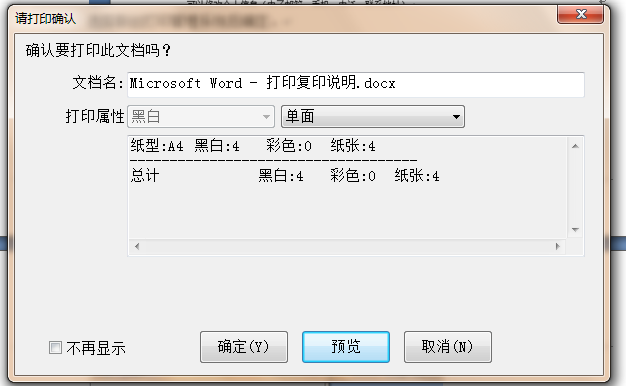 请打印确认
确认要打印此文档吗？
文档名: Microsoft Word - 打印复印说明.docx
打印属性 黑白 单面
纸型:A4 黑白:4 彩色:0 纸张:4
------------------------------------
总计 黑白:4 彩色:0 纸张:4
不再显示 确定(Y) 预览 取消(N)